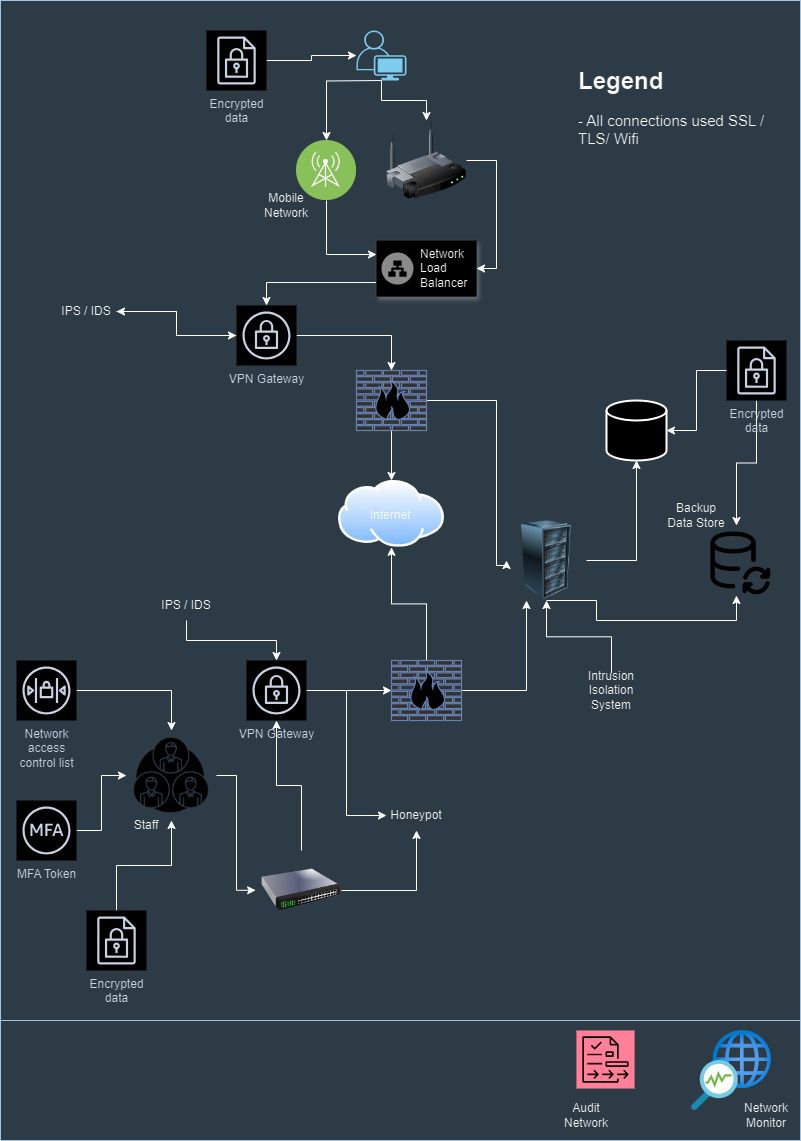 Encrypted
data
Legend
- All connections used SSL /
TLS/ Wifi
Mobile
Network
Network
Load
Balancer
IPS / IDS
VPN Gateway
Encrypted
data
Internet
Backup
Data Store
IPS / IDS
Intrusion
Isolation
System
Network
access
control list
VPN Gateway
MFA
MFA Token
Staff
Honeypot
Encrypted
data
Audit
Network
Network
Monitor